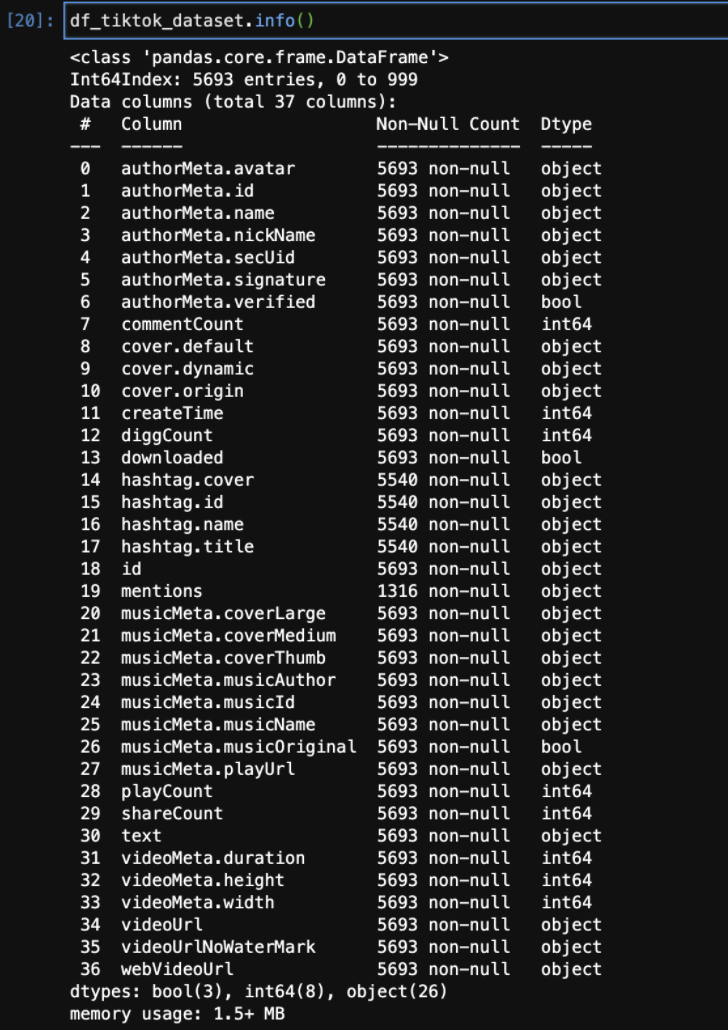 [20]: df_tiktok_dataset.info()
<class 'pandas.core.frame.DataFrame'>
Int64Index: 5693 entries, 0 to 999
Data columns (total 37 columns):
 #   Column                   Non-Null Count  Dtype
---  ------                   --------------  -----
 0   authorMeta.avatar        5693 non-null   object
 1   authorMeta.id            5693 non-null   object
 2   authorMeta.name          5693 non-null   object
 3   authorMeta.nickName      5693 non-null   object
 4   authorMeta.secUid        5693 non-null   object
 5   authorMeta.signature     5693 non-null   object
 6   authorMeta.verified      5693 non-null   bool
 7   commentCount             5693 non-null   int64
 8   cover.default            5693 non-null   object
 9   cover.dynamic            5693 non-null   object
 10  cover.origin             5693 non-null   object
 11  createTime               5693 non-null   int64
 12  diggCount                5693 non-null   int64
 13  downloaded               5693 non-null   bool
 14  hashtag.cover            5540 non-null   object
 15  hashtag.id               5540 non-null   object
 16  hashtag.name             5540 non-null   object
 17  hashtag.title            5540 non-null   object
 18  id                       5693 non-null   object
 19  mentions                 1316 non-null   object
 20  musicMeta.coverLarge     5693 non-null   object
 21  musicMeta.coverMedium    5693 non-null   object
 22  musicMeta.coverThumb     5693 non-null   object
 23  musicMeta.musicAuthor    5693 non-null   object
 24  musicMeta.musicId        5693 non-null   object
 25  musicMeta.musicName      5693 non-null   object
 26  musicMeta.musicOriginal  5693 non-null   bool
 27  musicMeta.playUrl        5693 non-null   object
 28  playCount                5693 non-null   int64
 29  shareCount               5693 non-null   int64
 30  text                     5693 non-null   object
 31  videoMeta.duration       5693 non-null   int64
 32  videoMeta.height         5693 non-null   int64
 33  videoMeta.width          5693 non-null   int64
 34  videoUrl                 5693 non-null   object
 35  videoUrlNoWaterMark      5693 non-null   object
 36  webVideoUrl              5693 non-null   object
dtypes: bool(3), int64(8), object(26)
memory usage: 1.5+ MB